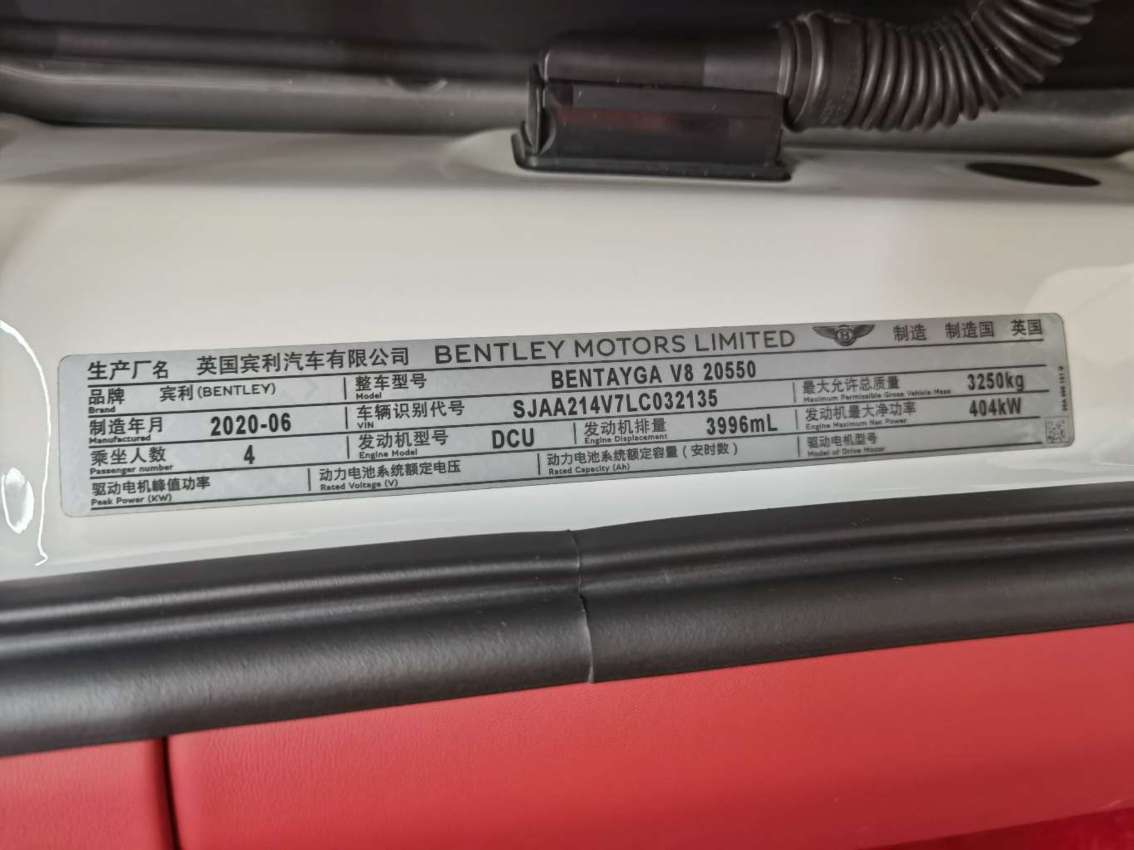 生产厂名 英国宾利汽车有限公司 BENTLEY MOTORS LIMITED B 制造 制造国 英国
品牌 Brand 宾利(BENTLEY) 整车型号 Model BENTAYGA V8 20550 最大允许总质量 Maximum Permissible Gross Vehicle Mass 3250kg
制造年月 Manufactured 2020-06 车辆识别代号 VIN SJAA214V7LC032135 发动机最大净功率 Engine Maximum Net Power 404kW
乘坐人数 Passenger number 4 发动机型号 Engine Model DCU 发动机排量 Engine Displacement 3996mL 驱动电机型号 Model of Drive Motor
驱动电机峰值功率 Peak Power (KW) 动力电池系统额定电压 Rated Voltage (V) 动力电池系统额定容量(安时数) Rated Capacity (Ah)